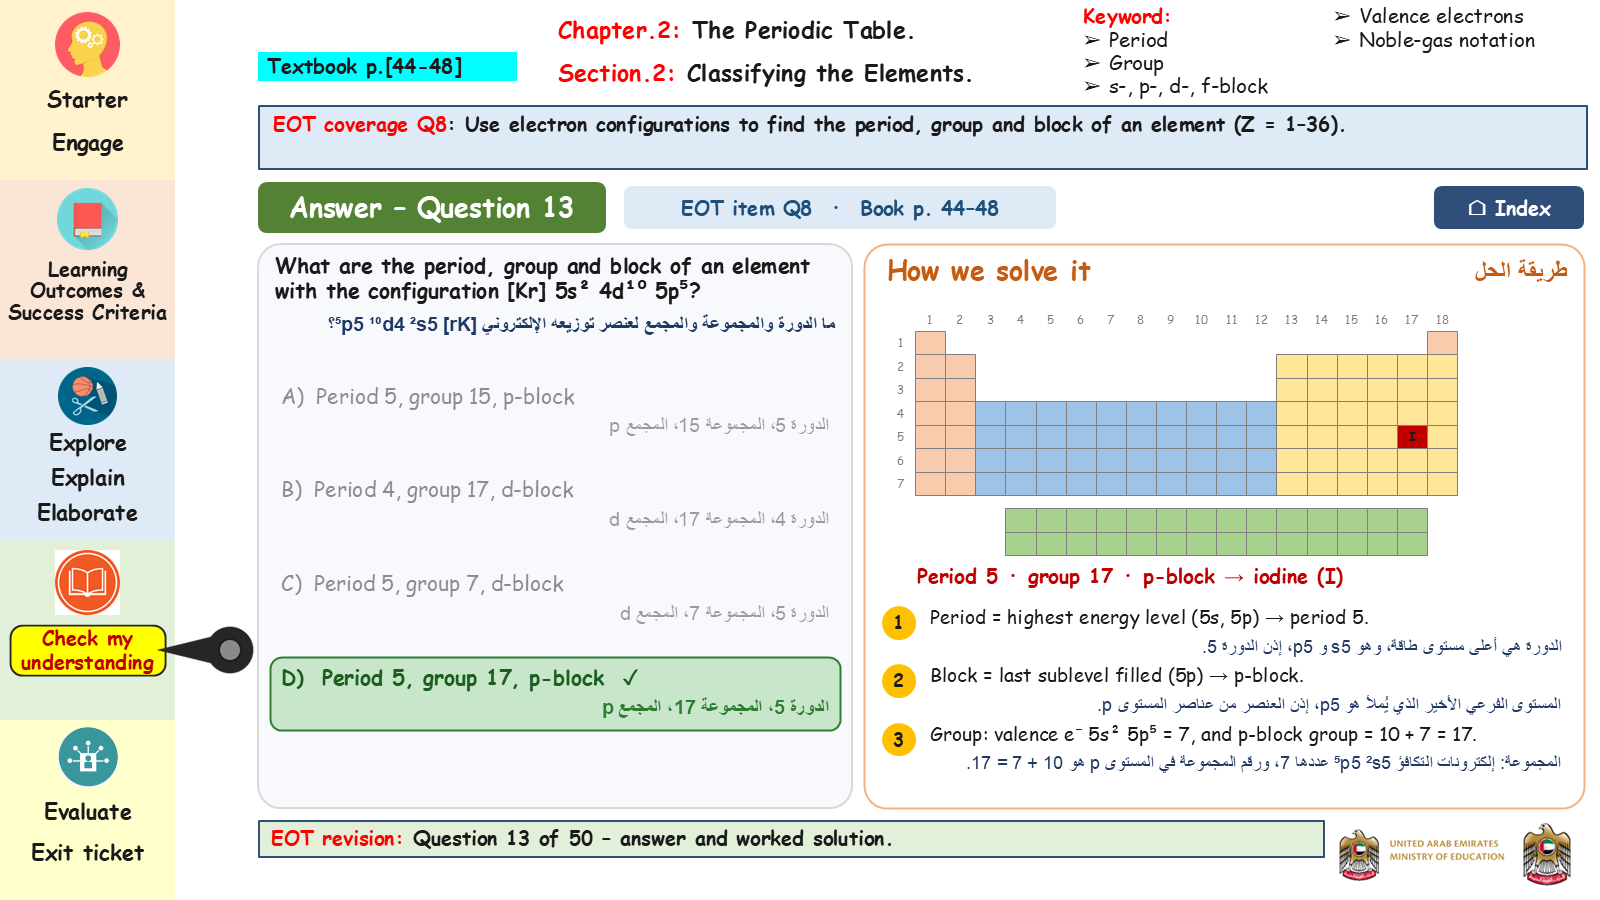 Starter
Engage
Learning
Outcomes &
Success Criteria
Explore
Explain
Elaborate
Check my
understanding
Evaluate
Exit ticket
Textbook p.[44-48]
Chapter.2: The Periodic Table.
Section.2: Classifying the Elements.
Keyword:
➢ Period
➢ Group
➢ s-, p-, d-, f-block
➢ Valence electrons
➢ Noble-gas notation
EOT coverage Q8: Use electron configurations to find the period, group and block of an element (Z = 1–36).
Answer – Question 13
EOT item Q8 · Book p. 44–48
Index
What are the period, group and block of an element
with the configuration [Kr] 5s² 4d¹⁰ 5p⁵?
ما الدورة والمجموعة والمجمع لعنصر توزيعه الإلكتروني [Kr] 5s² 4d¹⁰ 5p⁵؟
A) Period 5, group 15, p-block
الدورة 5، المجموعة 15، المجمع p
B) Period 4, group 17, d-block
الدورة 4، المجموعة 17، المجمع d
C) Period 5, group 7, d-block
الدورة 5، المجموعة 7، المجمع d
D) Period 5, group 17, p-block ✓
الدورة 5، المجموعة 17، المجمع p
How we solve it
طريقة الحل
1 2 3 4 5 6 7 8 9 10 11 12 13 14 15 16 17 18
1
2
3
4
5
I
6
7
Period 5 · group 17 · p-block → iodine (I)
1 Period = highest energy level (5s, 5p) → period 5.
الدورة هي أعلى مستوى طاقة، وهو 5s و 5p، إذن الدورة 5.
2 Block = last sublevel filled (5p) → p-block.
المستوى الفرعي الأخير الذي يُملأ هو 5p، إذن العنصر من عناصر المستوى p.
3 Group: valence e⁻ 5s² 5p⁵ = 7, and p-block group = 10 + 7 = 17.
المجموعة: إلكترونات التكافؤ 5s² 5p⁵ عددها 7، ورقم المجموعة في المستوى p هو 10 + 7 = 17.
EOT revision: Question 13 of 50 – answer and worked solution.
UNITED ARAB EMIRATES
MINISTRY OF EDUCATION